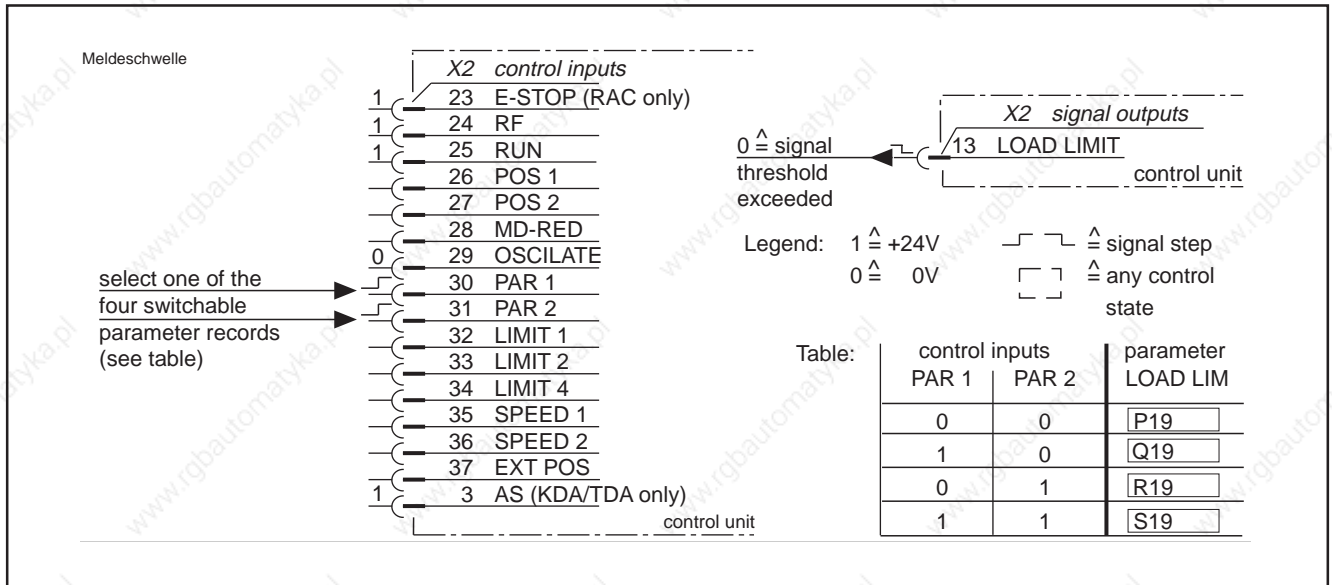 Meldeschwelle
X2 control inputs
1 23 E-STOP (RAC only)
1 24 RF
1 25 RUN
26 POS 1
27 POS 2
28 MD-RED
0 29 OSCILATE
30 PAR 1
31 PAR 2
32 LIMIT 1
33 LIMIT 2
34 LIMIT 4
35 SPEED 1
36 SPEED 2
37 EXT POS
1 3 AS (KDA/TDA only)
control unit
select one of the
four switchable
parameter records
(see table)
X2 signal outputs
13 LOAD LIMIT
control unit
0 ≙ signal
threshold
exceeded
Legend: 1 ≙ +24V
0 ≙ 0V
≙ signal step
≙ any control
state
Table:
control inputs parameter
PAR 1 PAR 2 LOAD LIM
0 0 P19
1 0 Q19
0 1 R19
1 1 S19
www.rgbautomatyka.pl